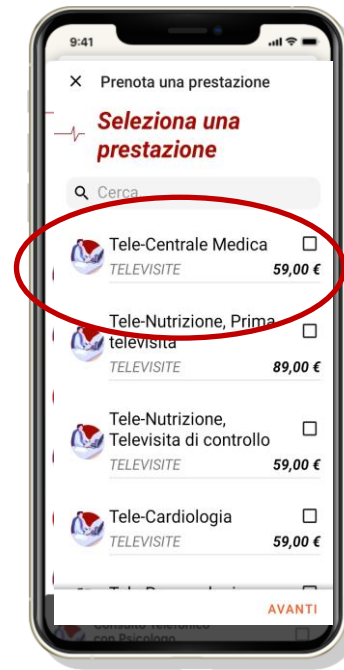 9:41
× Prenota una prestazione
Seleziona una
prestazione
Cerca
Tele-Centrale Medica
TELEVISITE 59,00 €
Tele-Nutrizione, Prima
televisita
TELEVISITE 89,00 €
Tele-Nutrizione,
Televisita di controllo
TELEVISITE 59,00 €
Tele-Cardiologia
TELEVISITE 59,00 €
AVANTI
Consulto Telefonico
con Psicologo